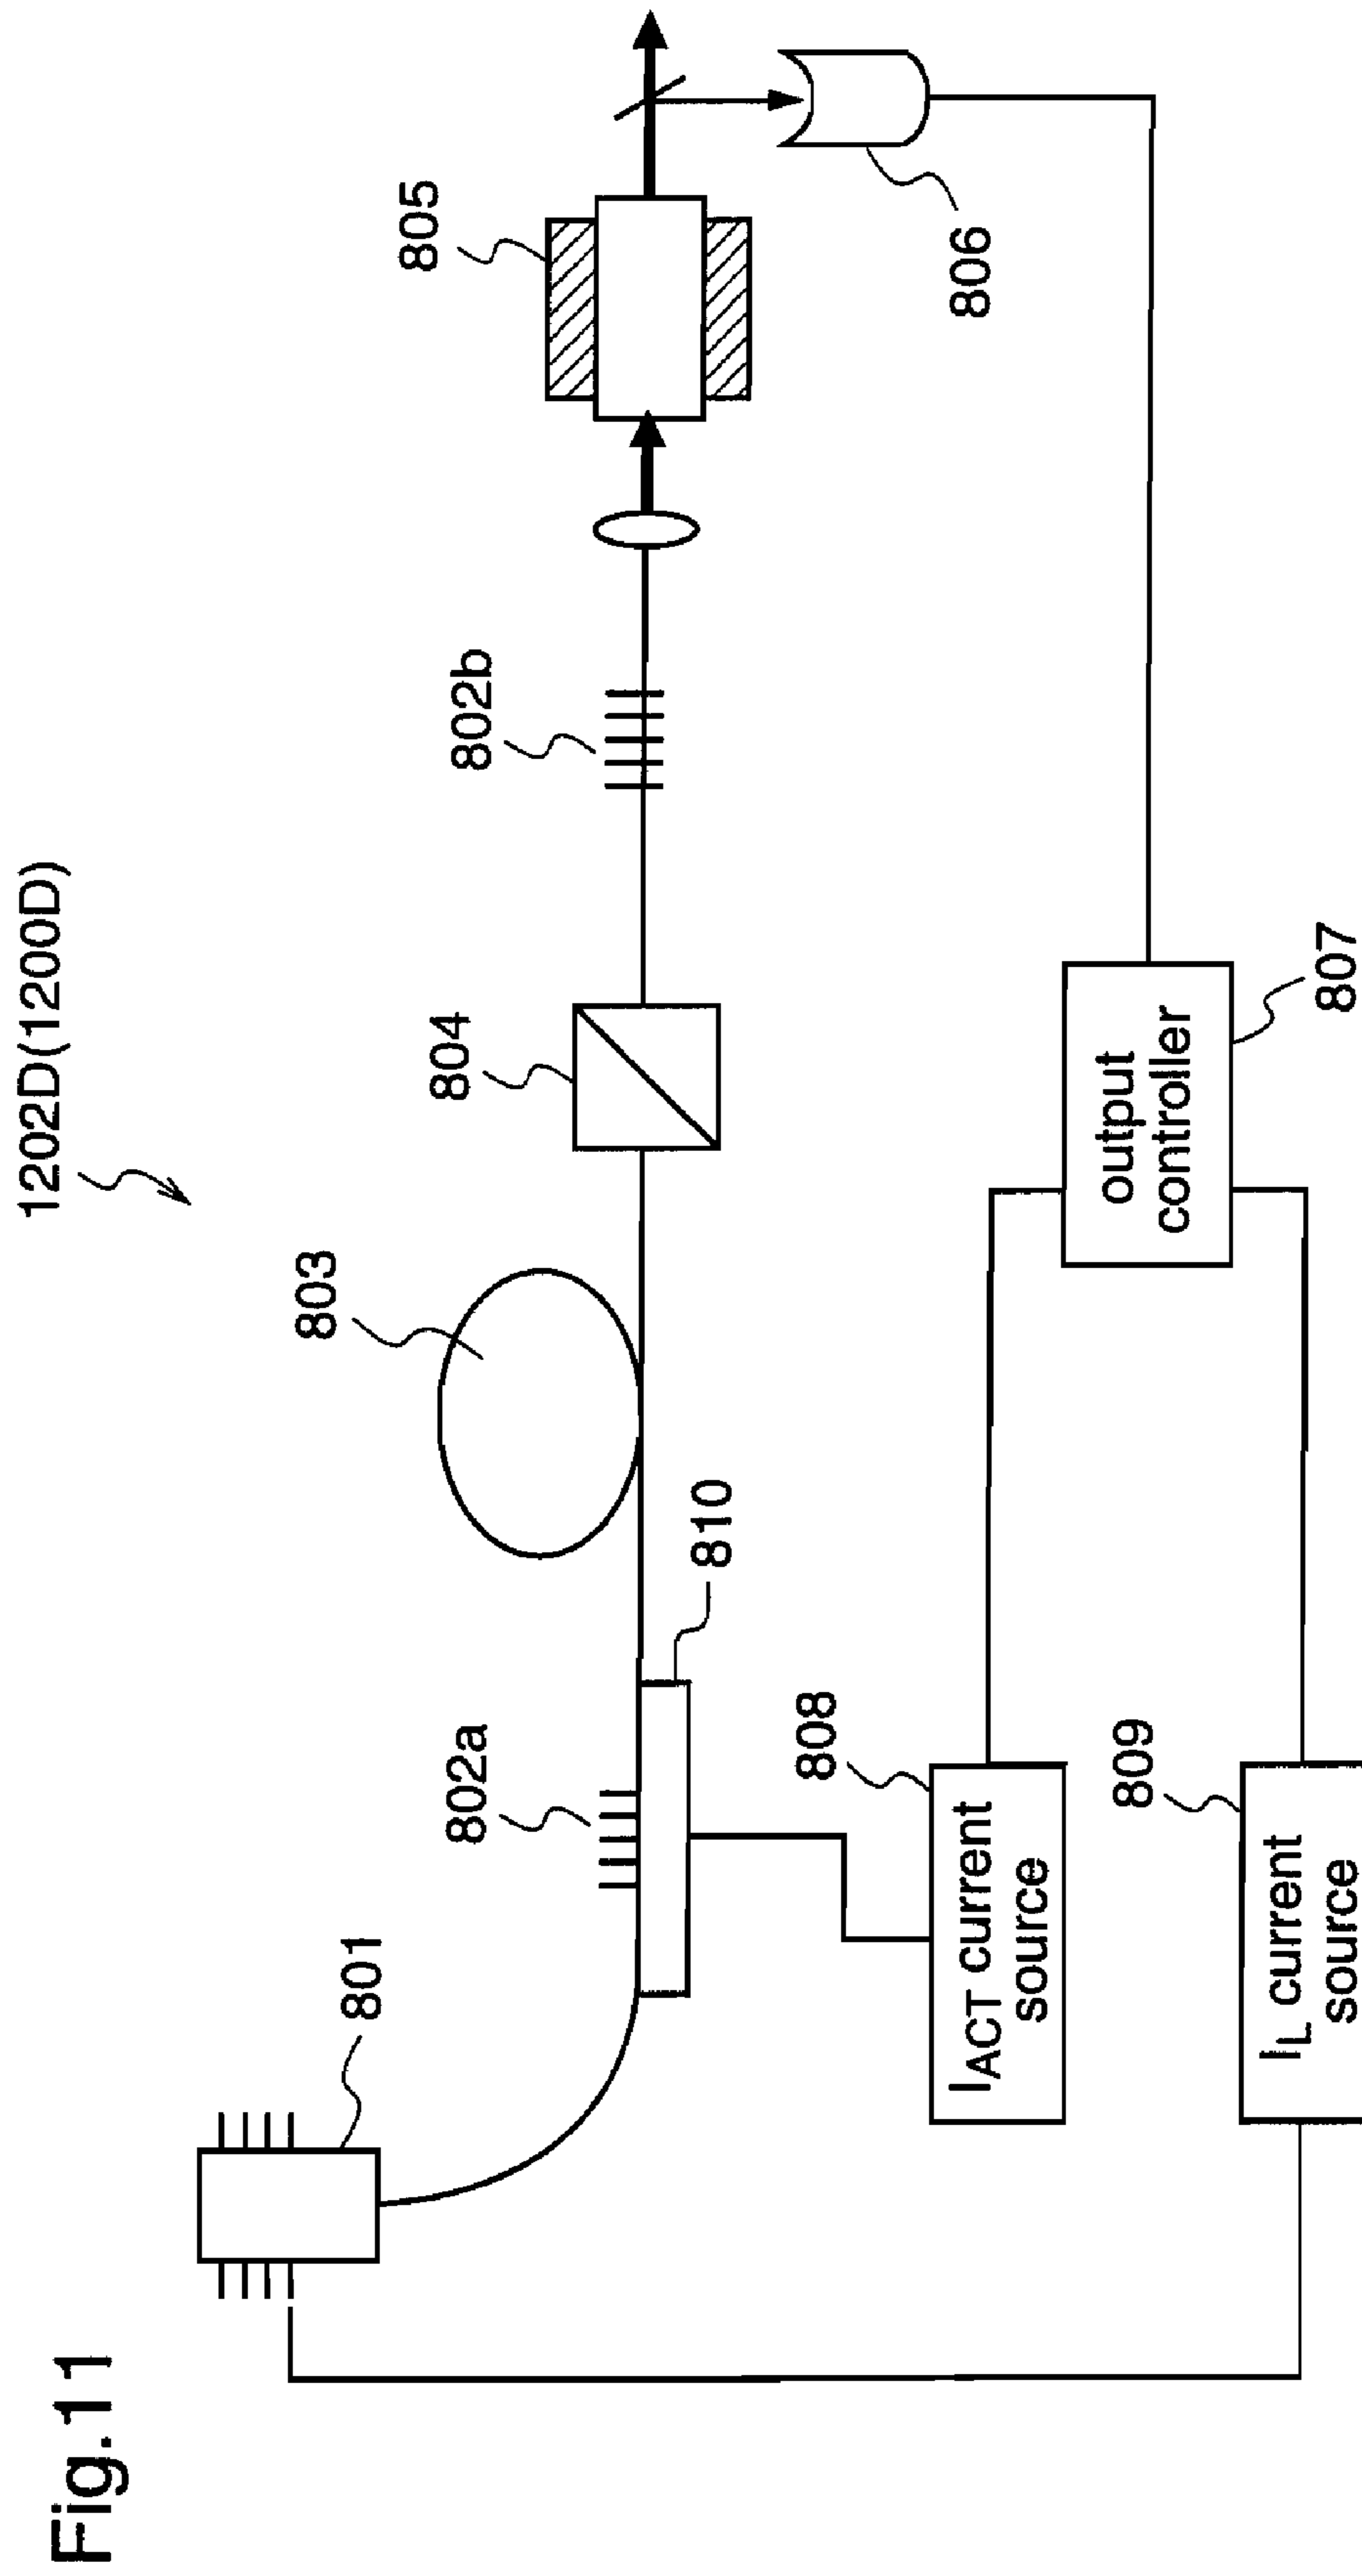 Fig.11
1202D(1200D)
801
802a
810
803
804
802b
805
806
807
output
controller
808
IACT current
source
809
IL current
source